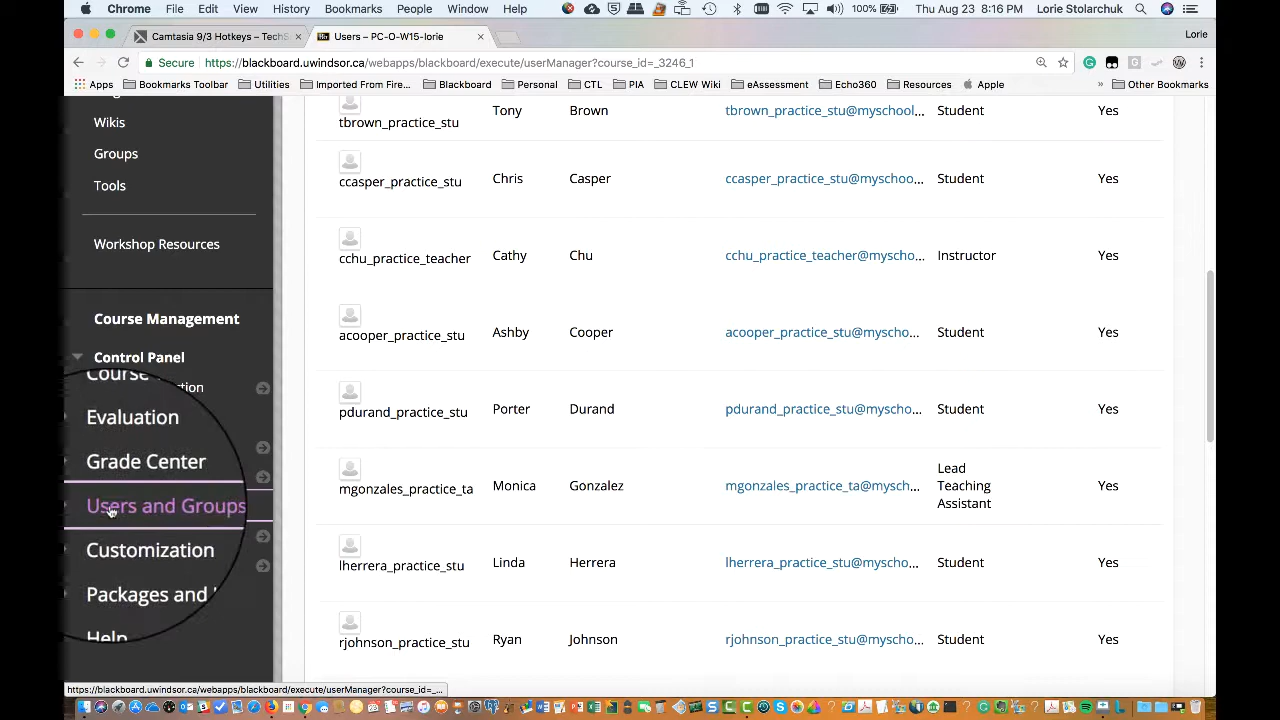 Chrome File Edit View History Bookmarks People Window Help 100% Thu Aug 23 8:16 PM Lorie Stolarchuk
Camtasia 9/3 Hotkeys – TechS Users – PC-O-W15-lorie Lorie
Secure https://blackboard.uwindsor.ca/webapps/blackboard/execute/userManager?course_id=_3246_1
Apps Bookmarks Toolbar Utilities Imported From Fire... Blackboard Personal CTL PIA CLEW Wiki eAssessment Echo360 Resources Apple » Other Bookmarks
Wikis
Groups
Tools
Workshop Resources
Course Management
Control Panel
Course
Evaluation
Grade Center
Users and Groups
Customization
Packages and
Help
tbrown_practice_stu Tony Brown tbrown_practice_stu@myschool... Student Yes
ccasper_practice_stu Chris Casper ccasper_practice_stu@myschoo... Student Yes
cchu_practice_teacher Cathy Chu cchu_practice_teacher@myscho... Instructor Yes
acooper_practice_stu Ashby Cooper acooper_practice_stu@myscho... Student Yes
pdurand_practice_stu Porter Durand pdurand_practice_stu@myscho... Student Yes
mgonzales_practice_ta Monica Gonzalez mgonzales_practice_ta@mysch... Lead
Teaching
Assistant Yes
lherrera_practice_stu Linda Herrera lherrera_practice_stu@myscho... Student Yes
rjohnson_practice_stu Ryan Johnson rjohnson_practice_stu@myscho... Student Yes
https://blackboard.uwindsor.ca/webapps/blackboard/execute/userManager?course_id=_...